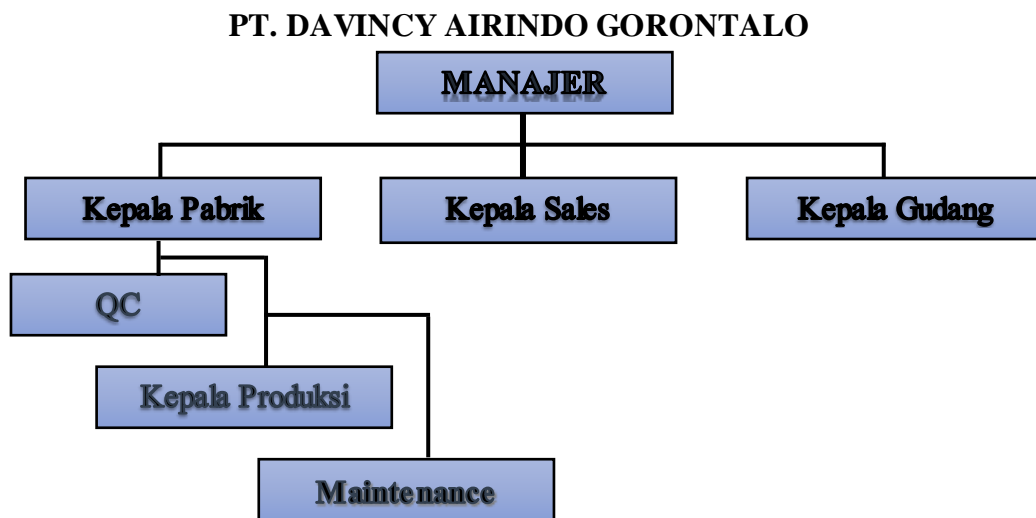 PT. DAVINCY AIRINDO GORONTALO
MANAJER
Kepala Pabrik
Kepala Sales
Kepala Gudang
QC
Kepala Produksi
Maintenance